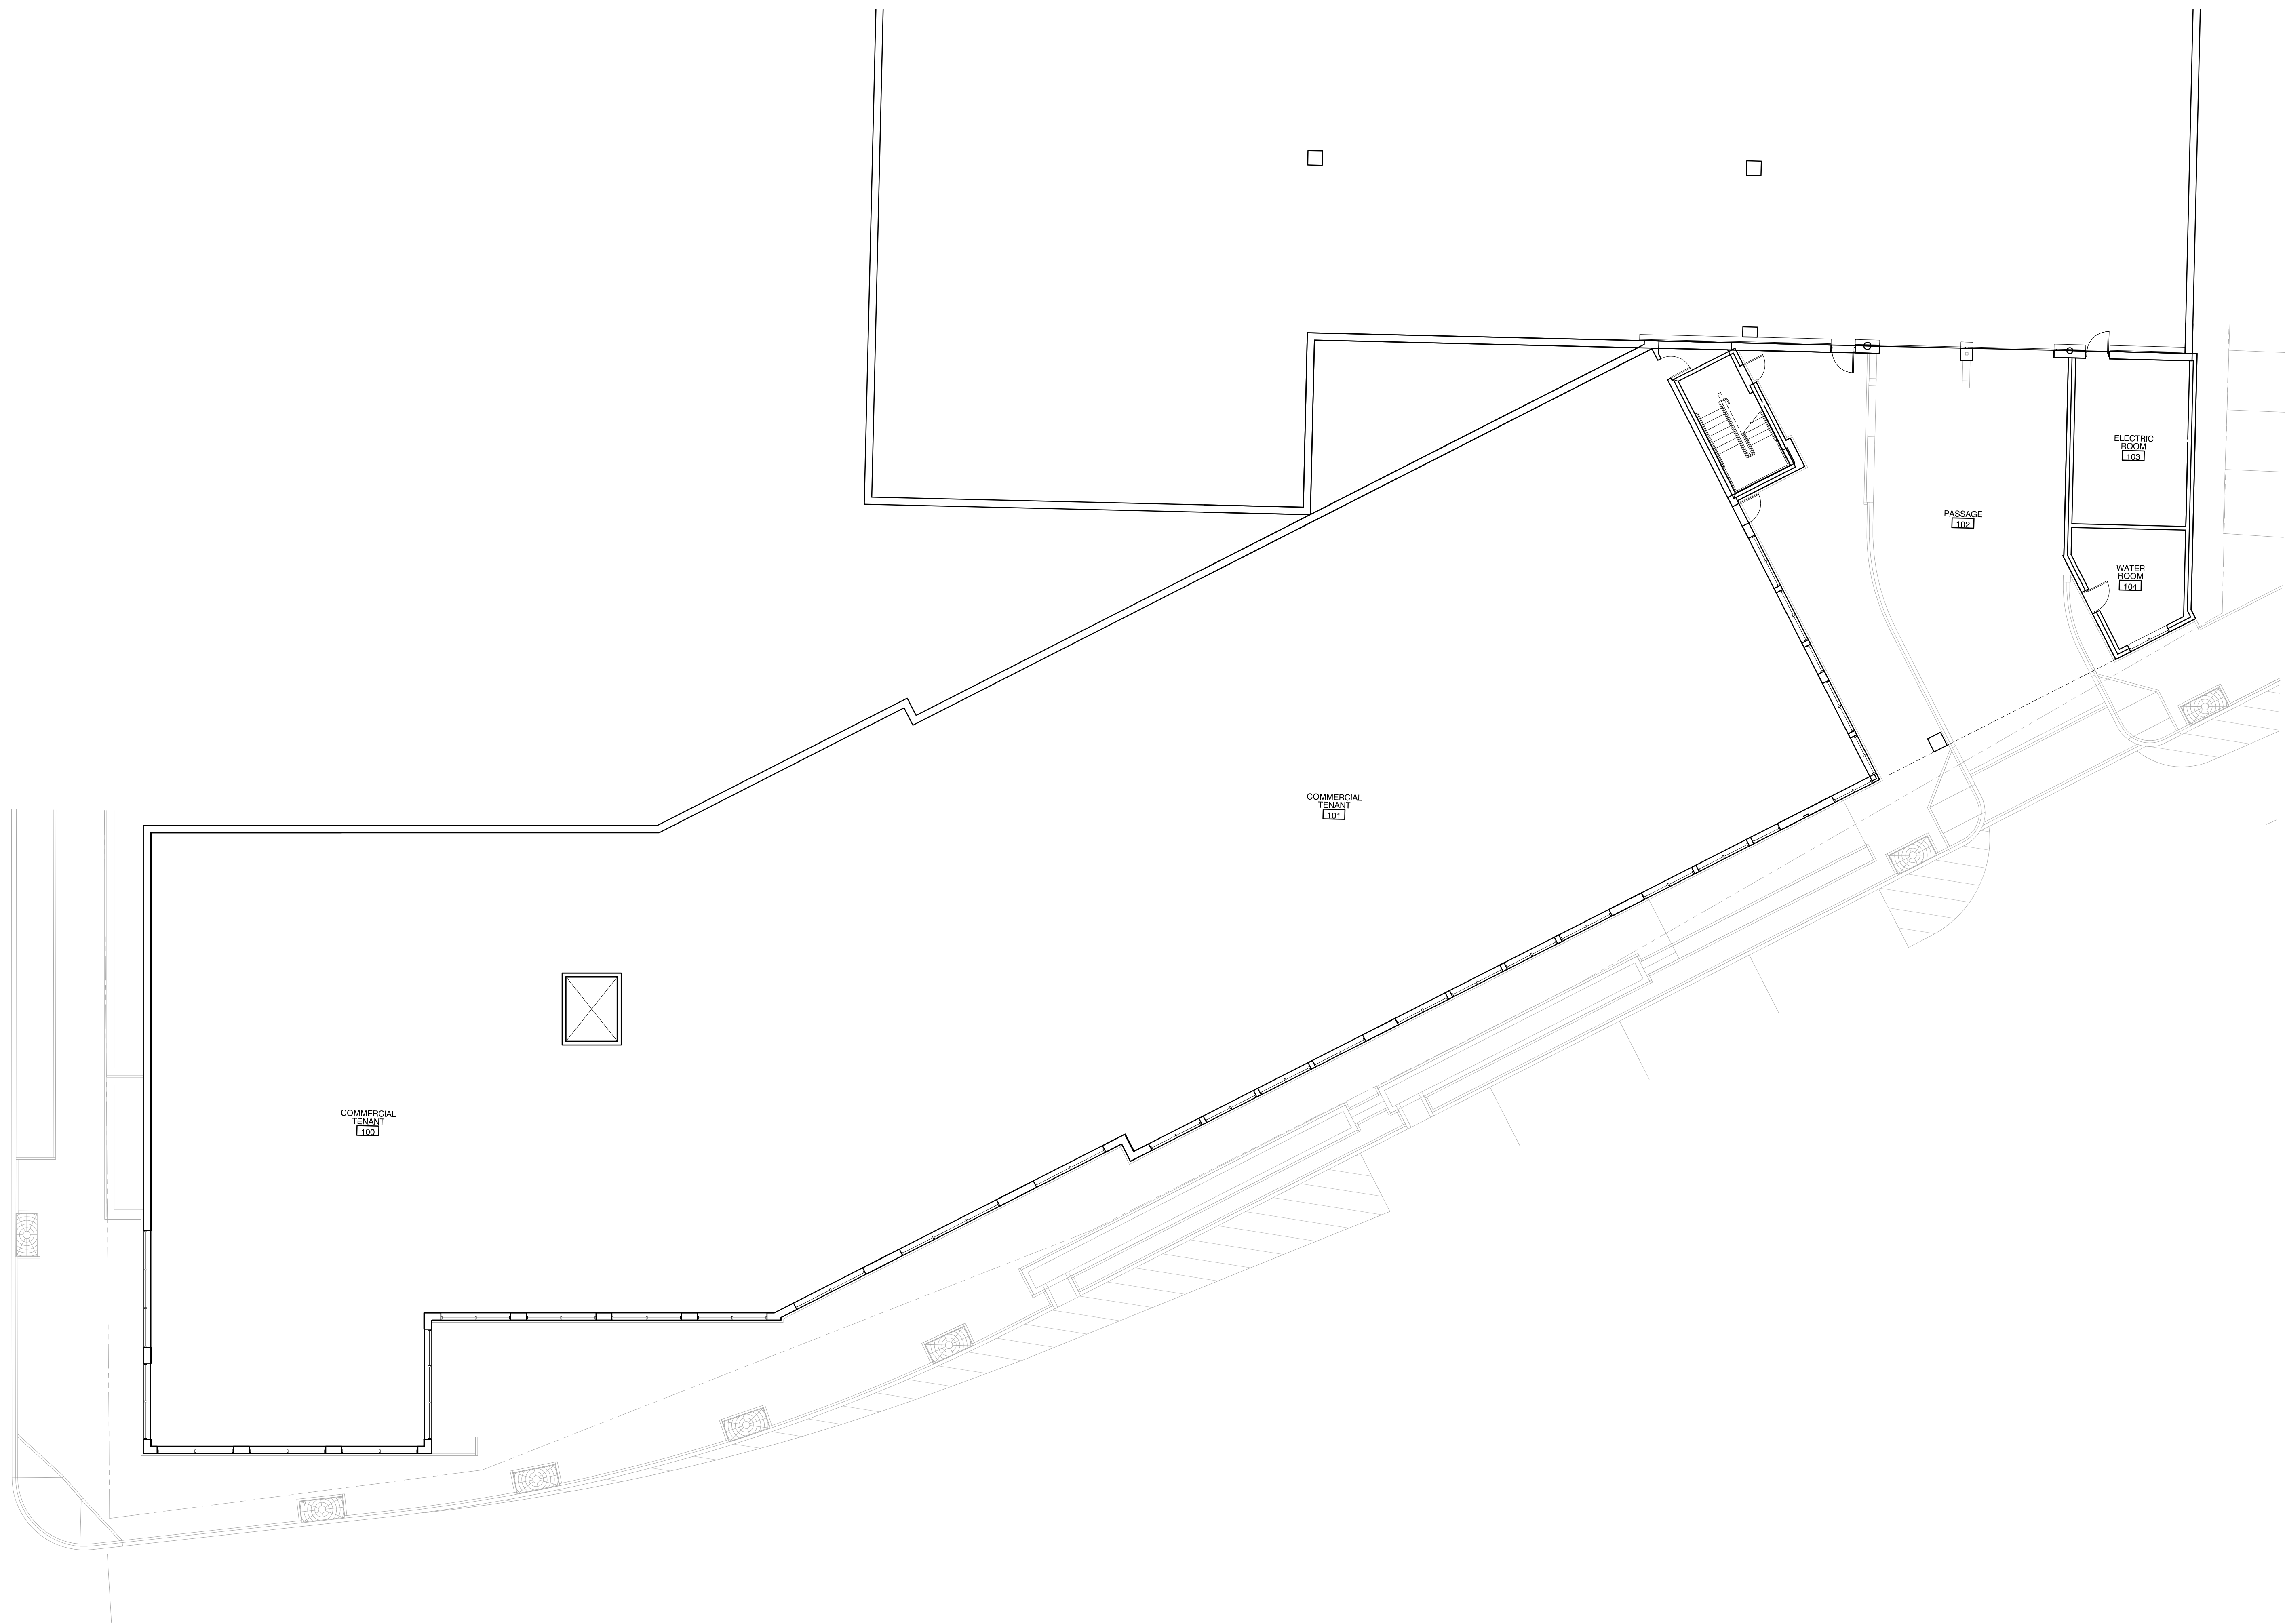 ELECTRIC
ROOM
103
PASSAGE
102
WATER
ROOM
104
COMMERCIAL
TENANT
101
COMMERCIAL
TENANT
100